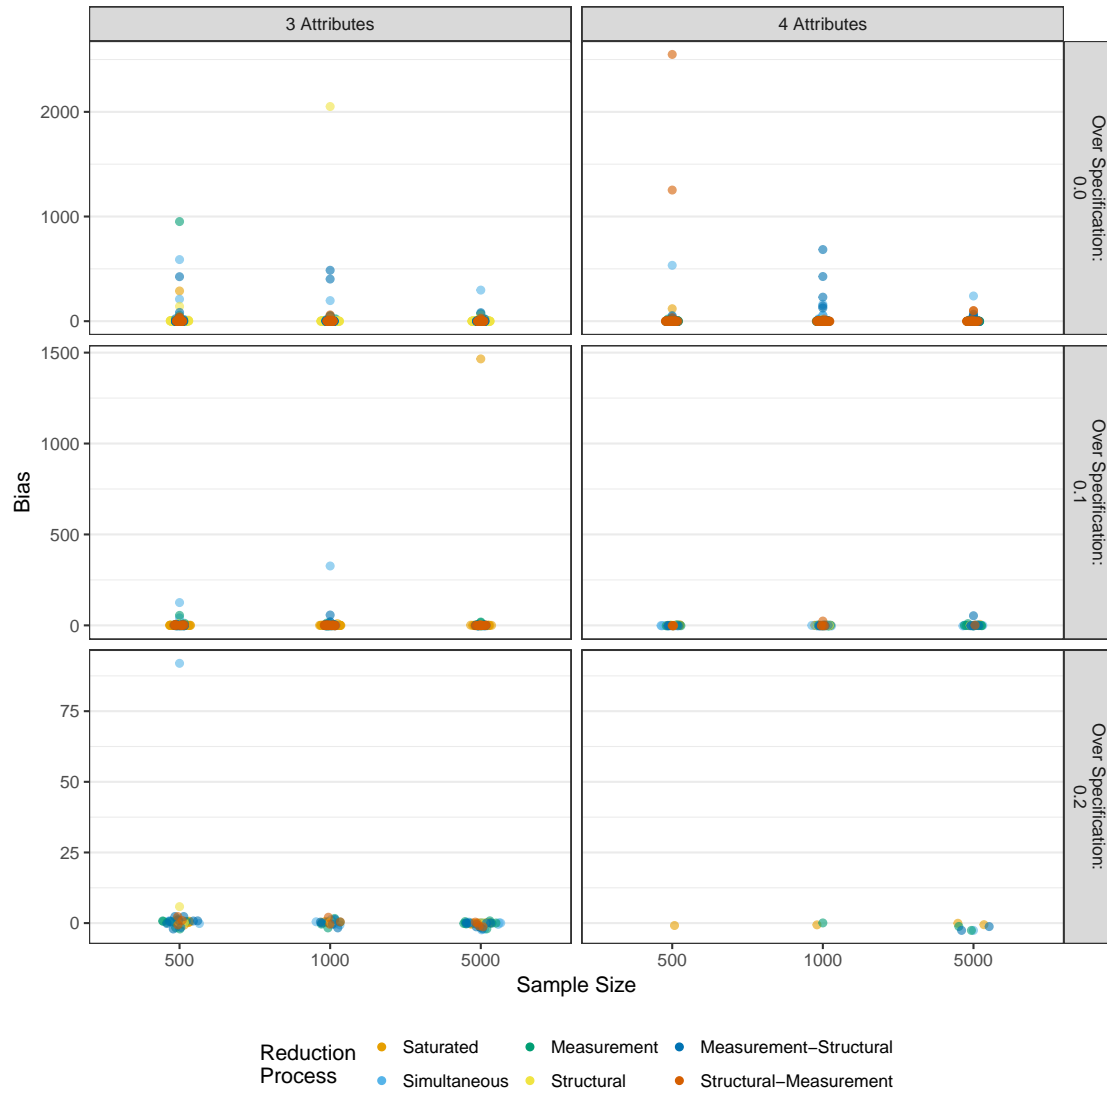 3 Attributes
4 Attributes
Bias
2000
1000
0
Over Specification:
0.0
1500
1000
500
0
Over Specification:
0.1
75
50
25
0
Over Specification:
0.2
500
1000
5000
500
1000
5000
Sample Size
Reduction
Process
Saturated
Measurement
Measurement−Structural
Simultaneous
Structural
Structural−Measurement